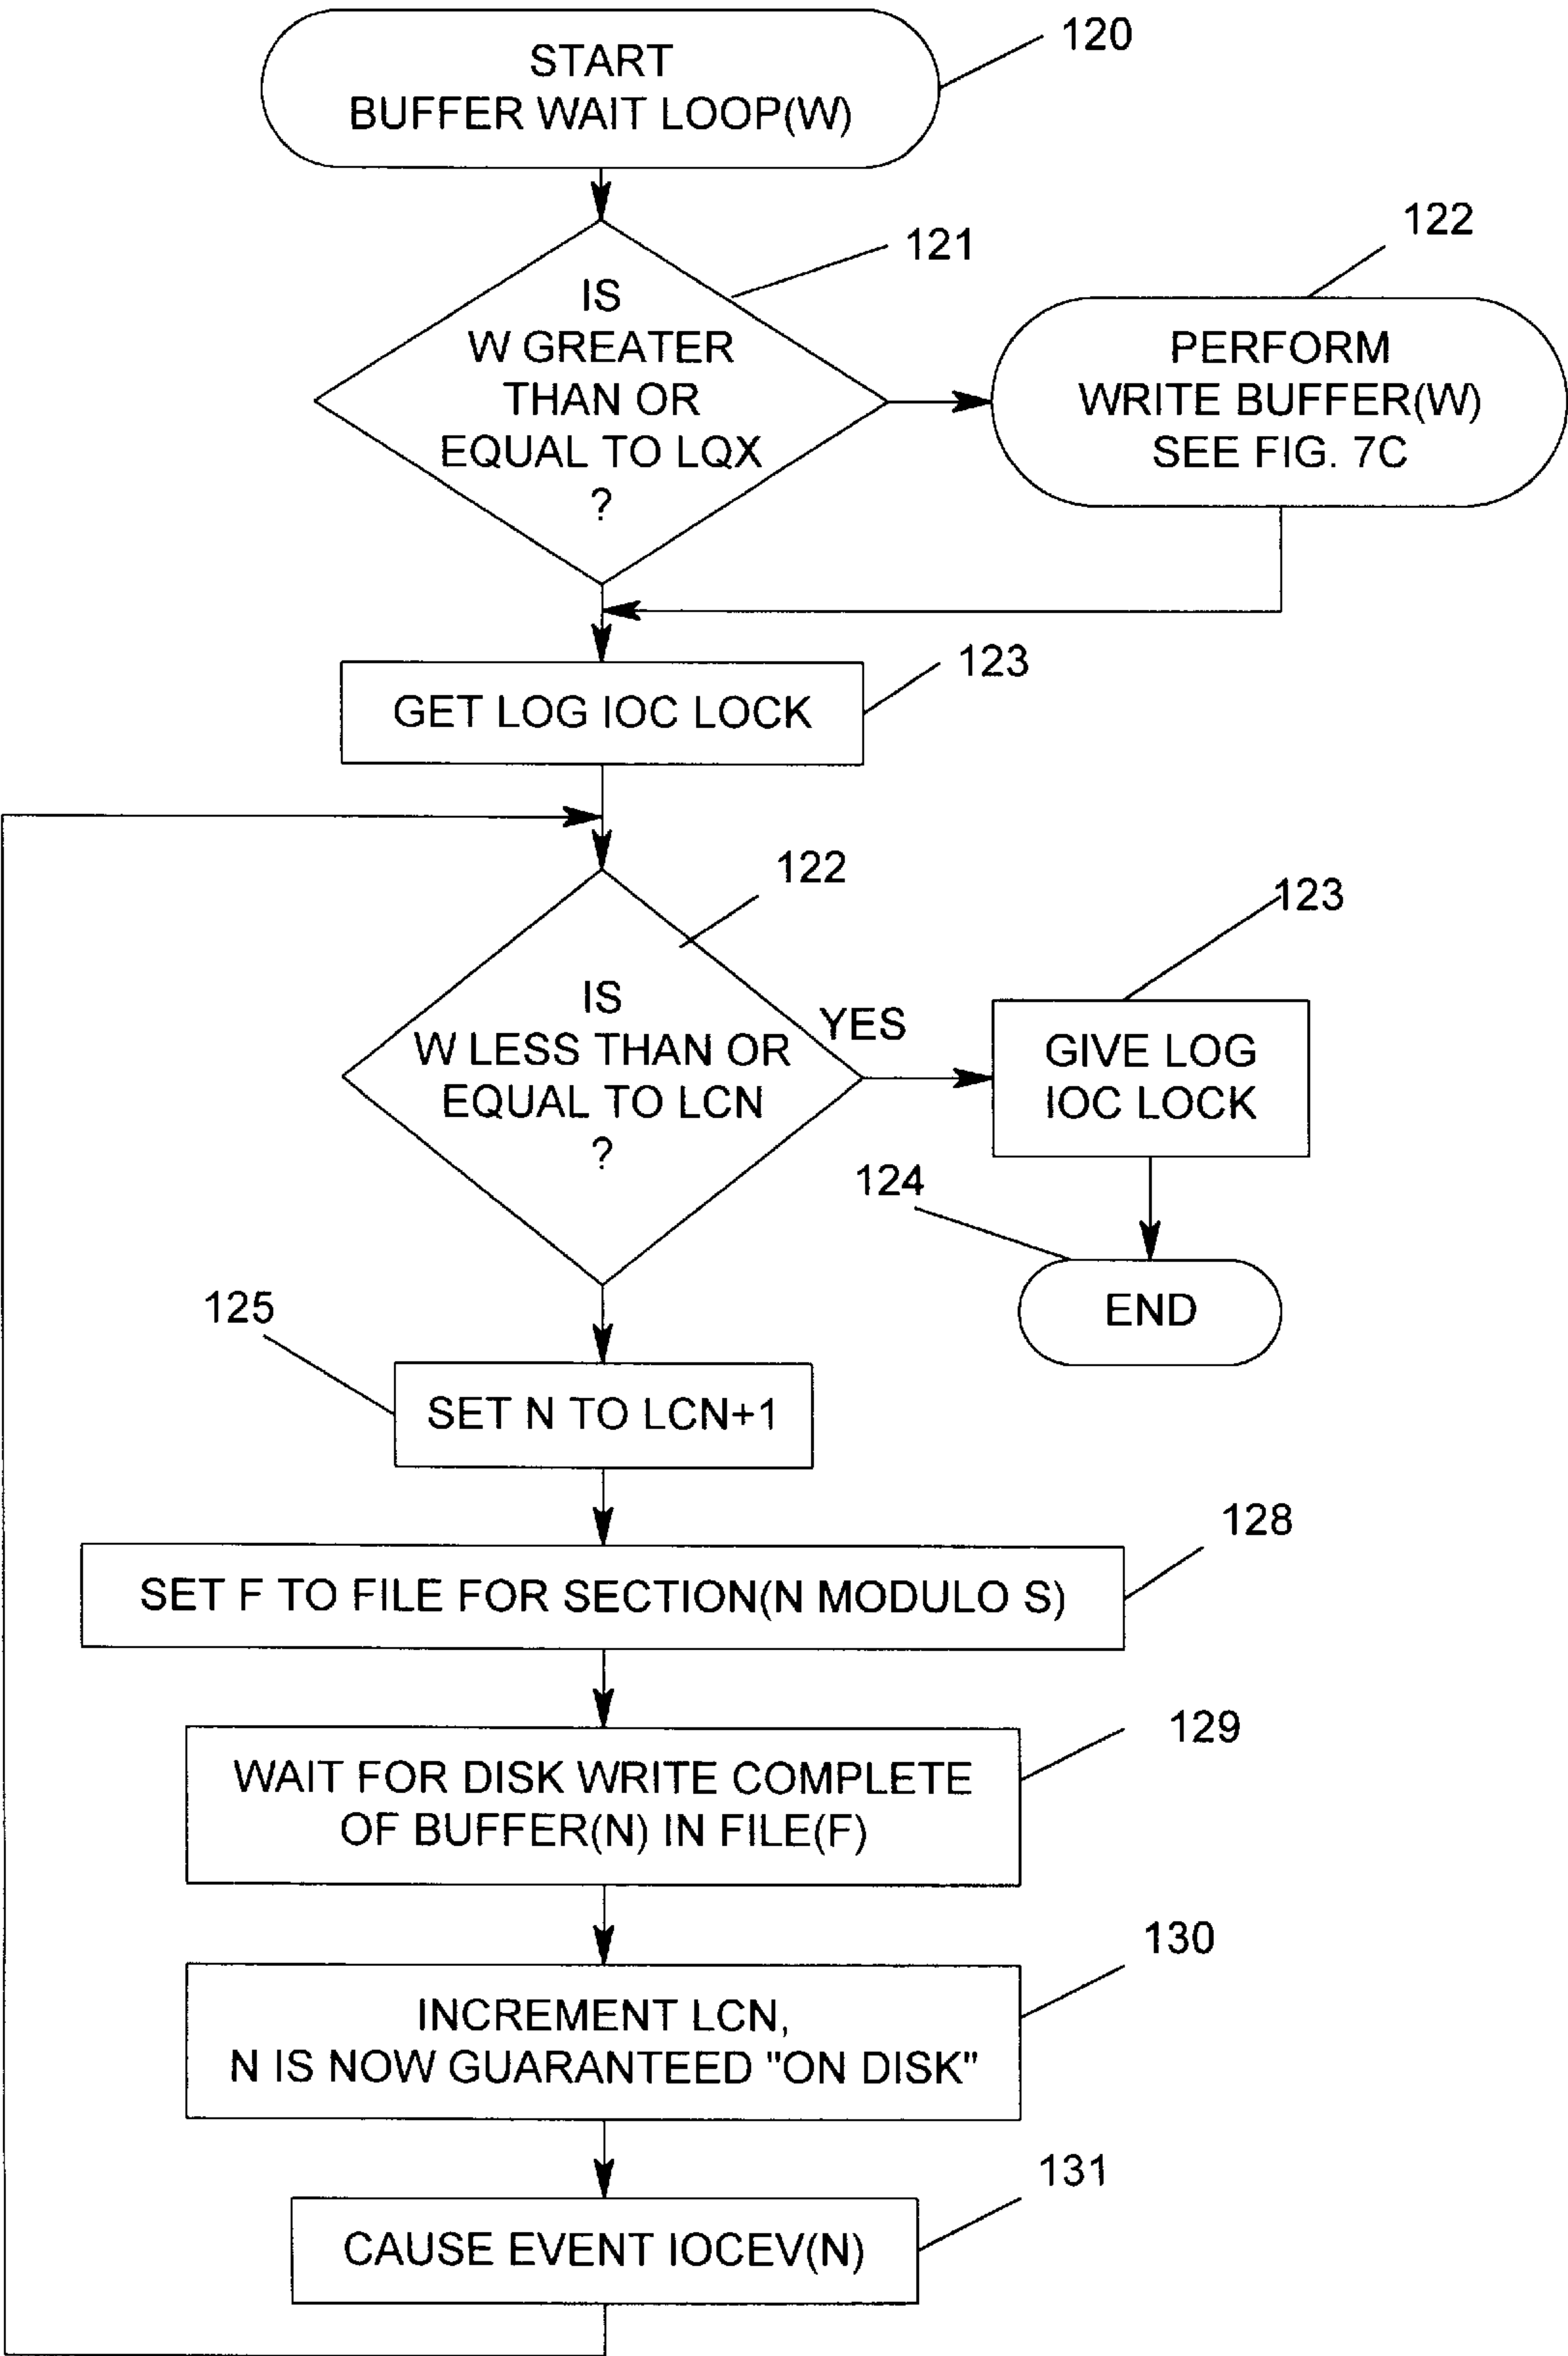 START
BUFFER WAIT LOOP(W)
120
IS
W GREATER
THAN OR
EQUAL TO LQX
?
121
122
PERFORM
WRITE BUFFER(W)
SEE FIG. 7C
GET LOG IOC LOCK
123
122
IS
W LESS THAN OR
EQUAL TO LCN
?
YES
123
GIVE LOG
IOC LOCK
124
END
125
SET N TO LCN+1
128
SET F TO FILE FOR SECTION(N MODULO S)
129
WAIT FOR DISK WRITE COMPLETE
OF BUFFER(N) IN FILE(F)
130
INCREMENT LCN,
N IS NOW GUARANTEED "ON DISK"
131
CAUSE EVENT IOCEV(N)